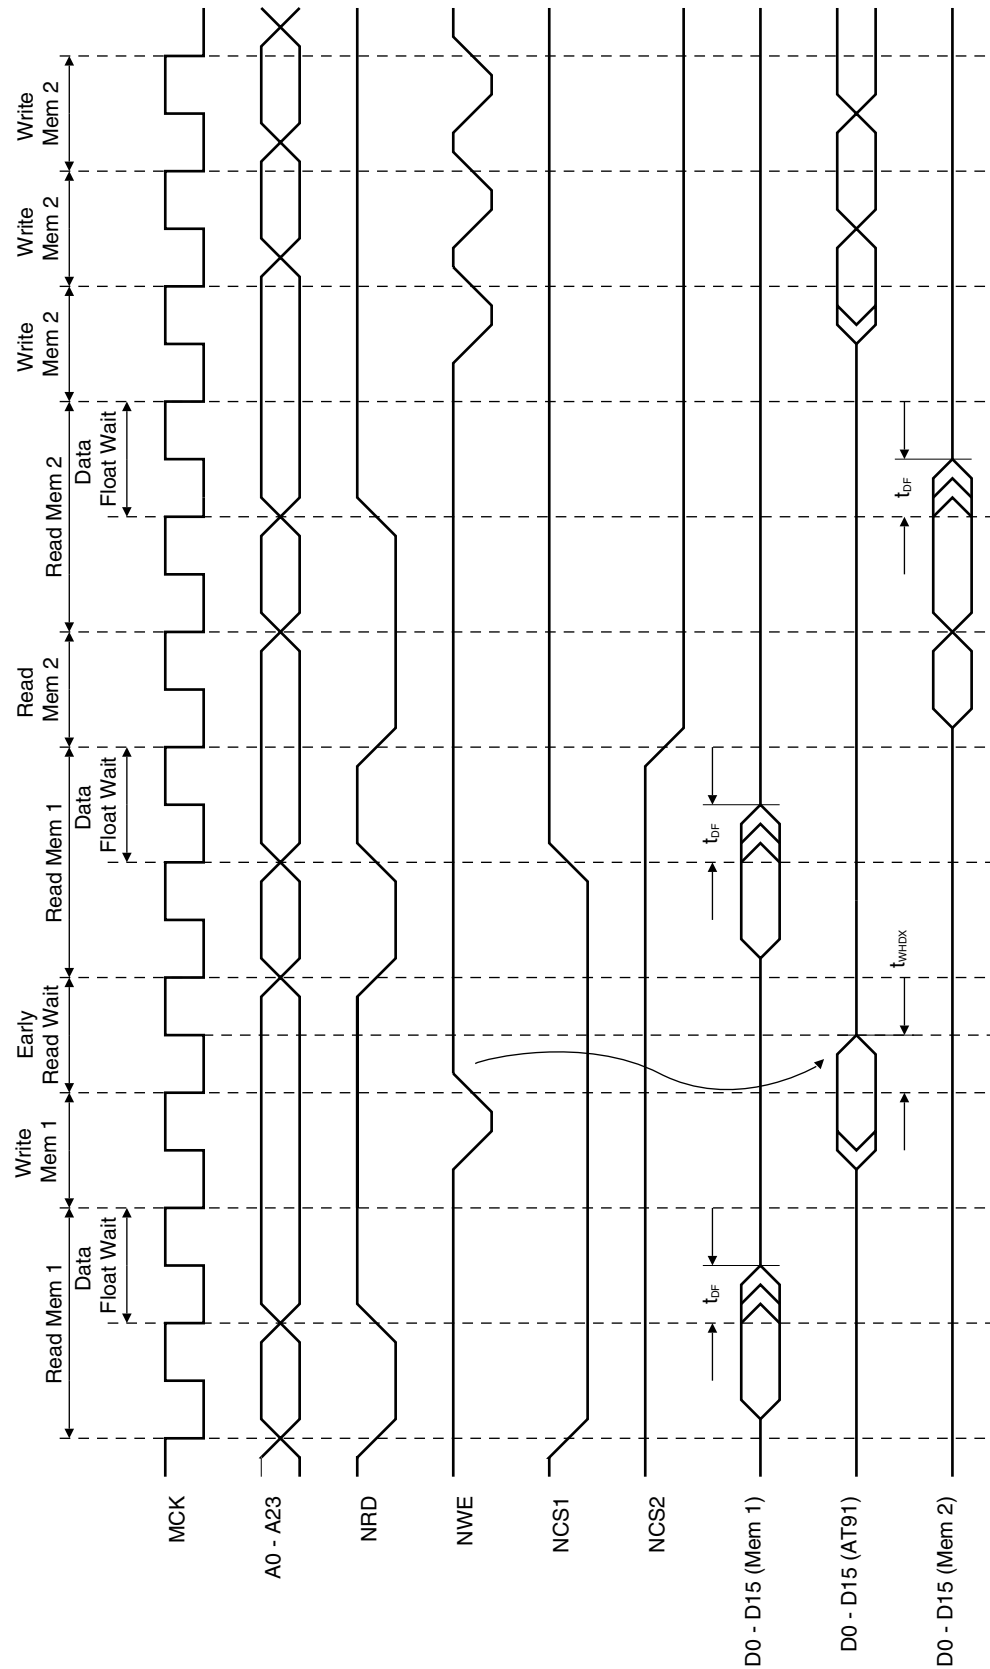 Read Mem 1
Write
Mem 1
Early
Read Wait
Read Mem 1
Read
Mem 2
Read Mem 2
Write
Mem 2
Write
Mem 2
Write
Mem 2
Data
Float Wait
Data
Float Wait
Data
Float Wait
MCK
A0 - A23
NRD
NWE
NCS1
NCS2
D0 - D15 (Mem 1)
tDF
tDF
D0 - D15 (AT91)
tWHDX
D0 - D15 (Mem 2)
tDF